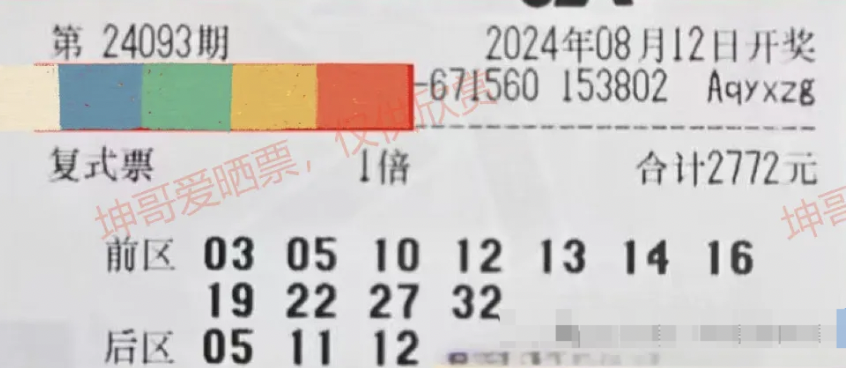 第 24093期 2024年08月12日开奖
-671560 153802 Aqyxzg
复式票 1倍 合计2772元
坤哥爱晒票，仅供欣赏
坤哥
前区 03 05 10 12 13 14 16
19 22 27 32
后区 05 11 12